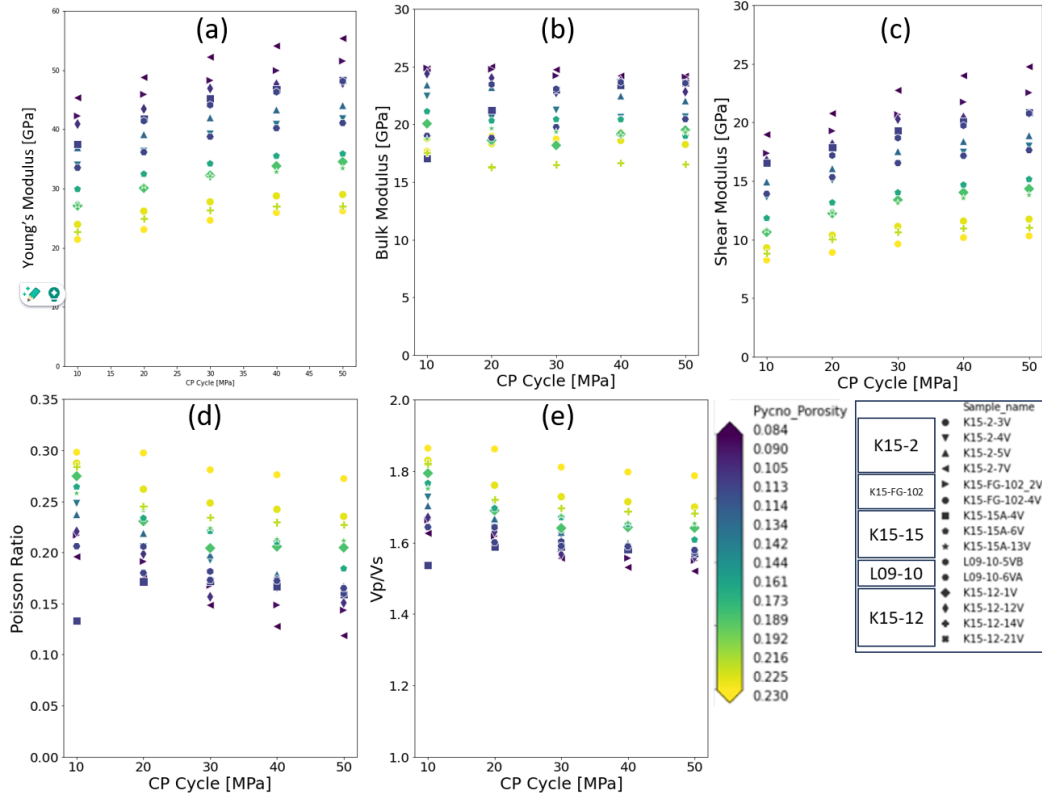 (a)
Young's Modulus [GPa]
60
50
40
30
20
10
0
10 15 20 25 30 35 40 45 50
CP Cycle [MPa]
(b)
Bulk Modulus [GPa]
30
25
20
15
10
5
0
10 20 30 40 50
CP Cycle [MPa]
(c)
Shear Modulus [GPa]
30
25
20
15
10
5
0
10 20 30 40 50
CP Cycle [MPa]
(d)
Poisson Ratio
0.35
0.30
0.25
0.20
0.15
0.10
0.05
0.00
10 20 30 40 50
CP Cycle [MPa]
(e)
Vp/Vs
2.0
1.8
1.6
1.4
1.2
1.0
10 20 30 40 50
CP Cycle [MPa]
Pycno_Porosity
0.084
0.090
0.105
0.113
0.114
0.134
0.142
0.144
0.161
0.173
0.189
0.192
0.216
0.225
0.230
K15-2
K15-FG-102
K15-15
L09-10
K15-12
Sample_name
K15-2-3V
K15-2-4V
K15-2-5V
K15-2-7V
K15-FG-102_2V
K15-FG-102-4V
K15-15A-4V
K15-15A-6V
K15-15A-13V
L09-10-5VB
L09-10-6VA
K15-12-1V
K15-12-12V
K15-12-14V
K15-12-21V